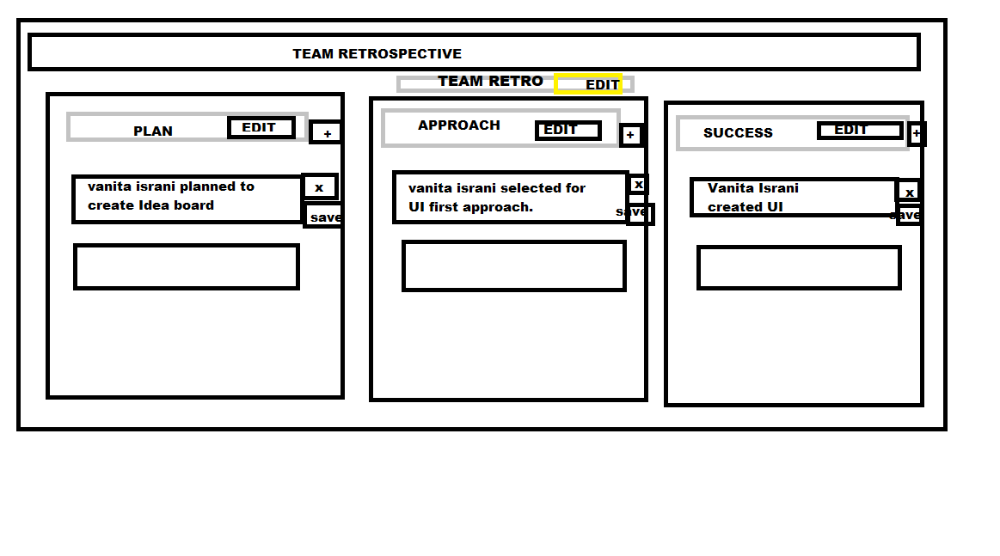 TEAM RETROSPECTIVE
TEAM RETRO EDIT
PLAN EDIT +
vanita israni planned to
create Idea board
x
save
APPROACH EDIT +
vanita israni selected for
UI first approach.
x
save
SUCCESS EDIT +
Vanita Israni
created UI
x
save